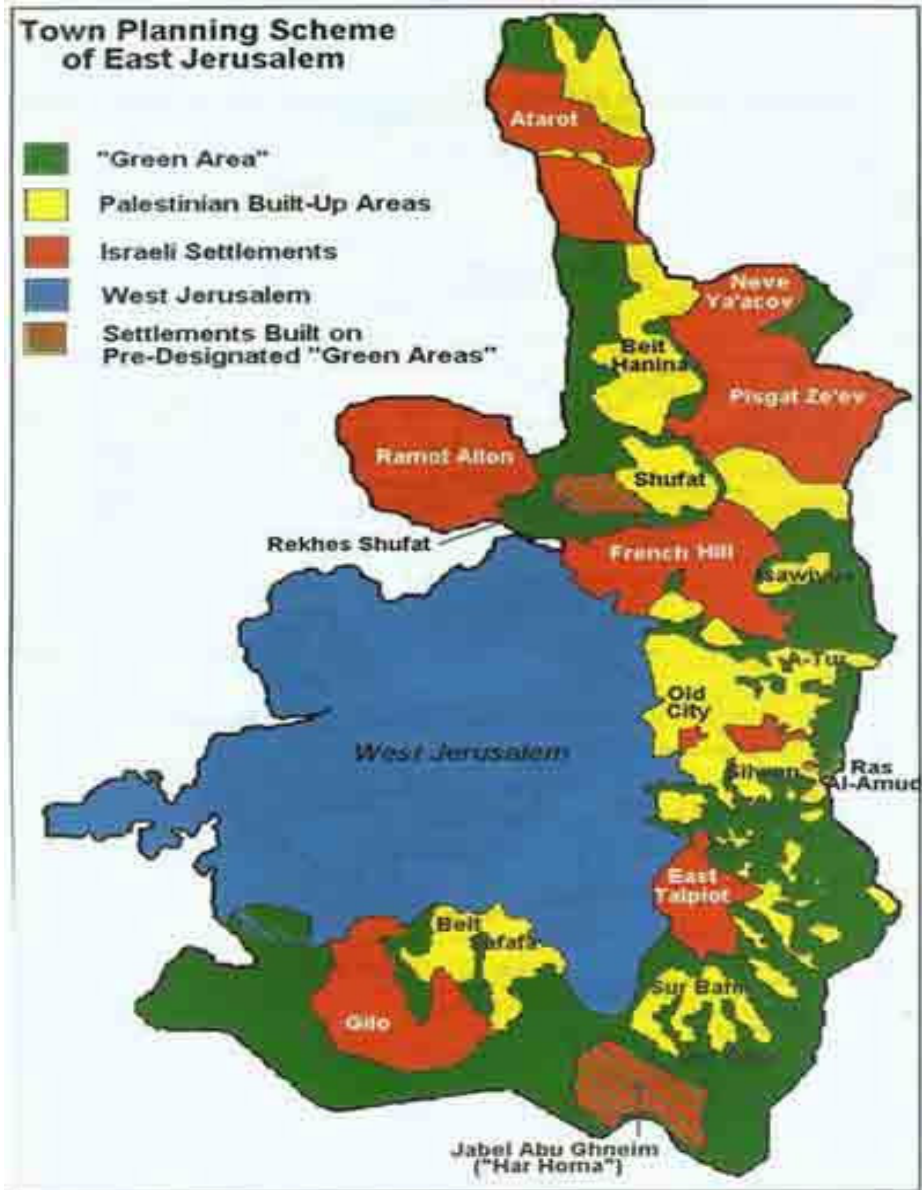 Town Planning Scheme
of East Jerusalem
"Green Area"
Palestinian Built-Up Areas
Israeli Settlements
West Jerusalem
Settlements Built on
Pre-Designated "Green Areas"
Atarot
Neve
Ya'acov
Beit
Hanina
Pisgat Ze'ev
Ramot Allon
Shufat
Rekhes Shufat
French Hill
Isawiyya
A-Tur
Old
City
West Jerusalem
Silwan
Ras
Al-Amud
East
Talpiot
Beit
Safafa
Sur Bahir
Gilo
Jabel Abu Ghneim
("Har Homa")